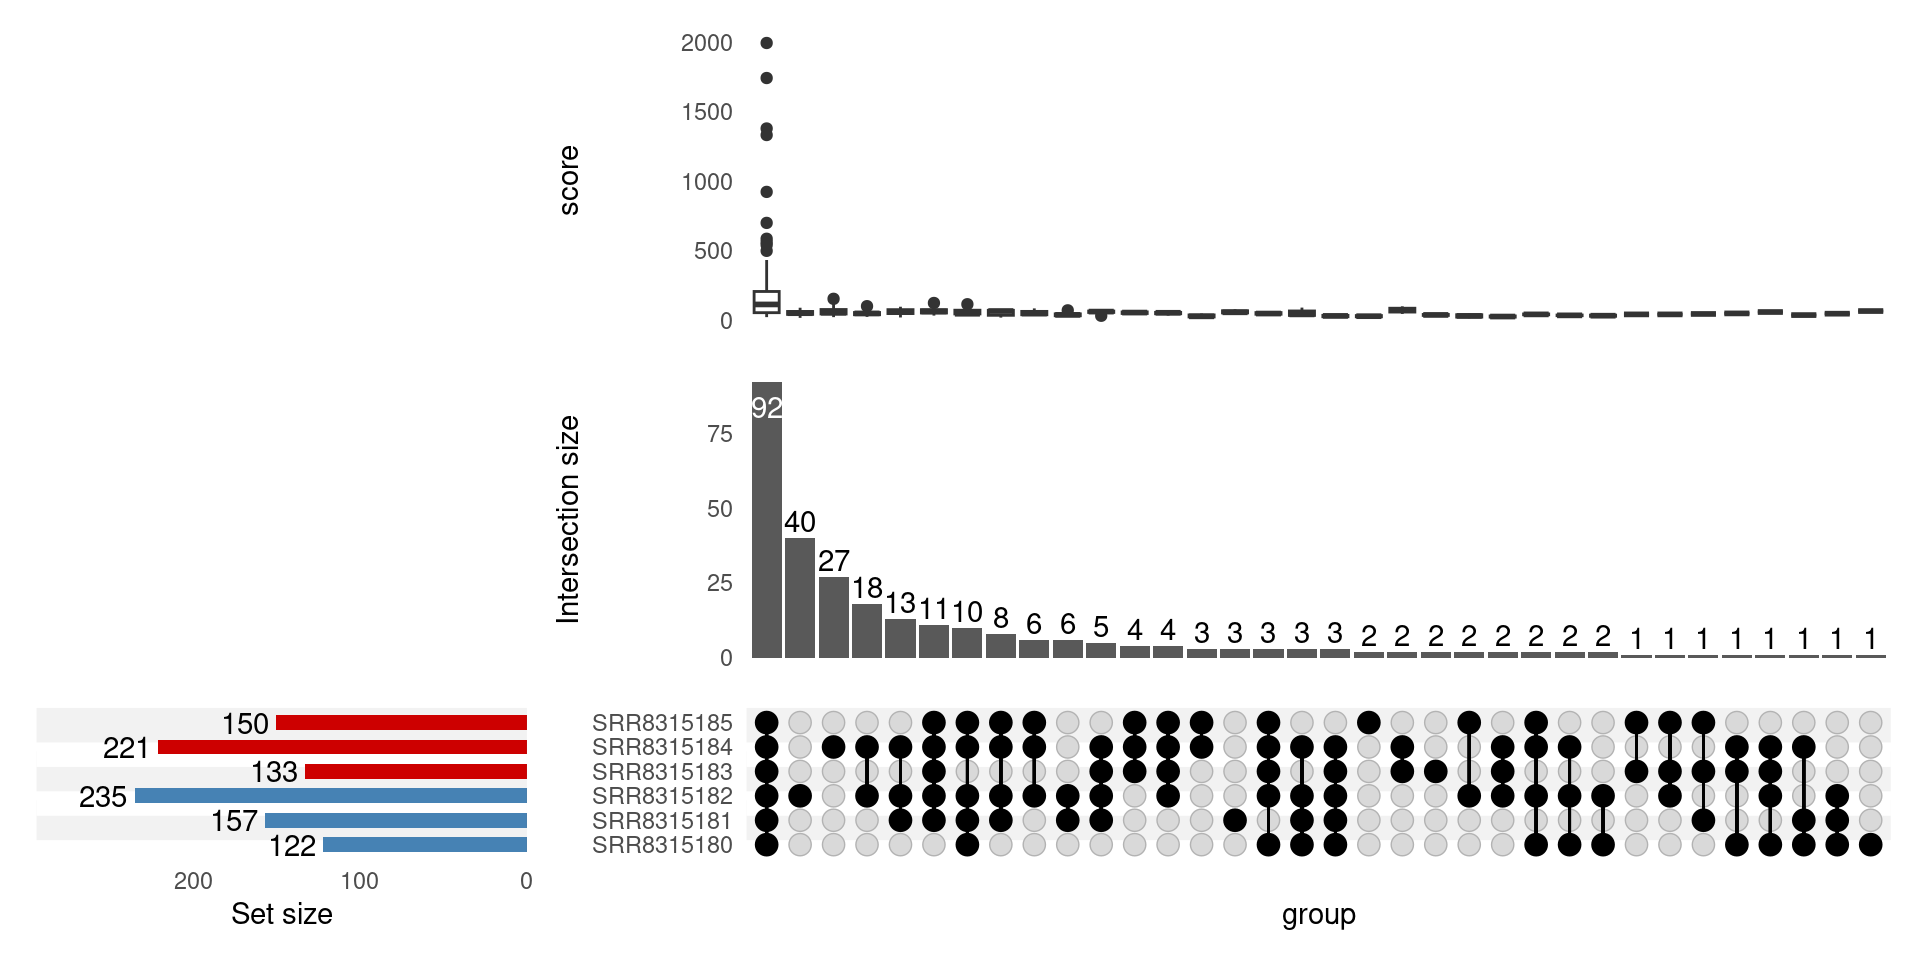 2000
1500
1000
500
0
score
92
75
50
25
0
40 27 18 13 11 10 8 6 6 5 4 4 3 3 3 3 3 2 2 2 2 2 2 2 2 1 1 1 1 1 1 1 1
Intersection size
150
221
133
235
157
122
200 100 0
Set size
SRR8315185
SRR8315184
SRR8315183
SRR8315182
SRR8315181
SRR8315180
group